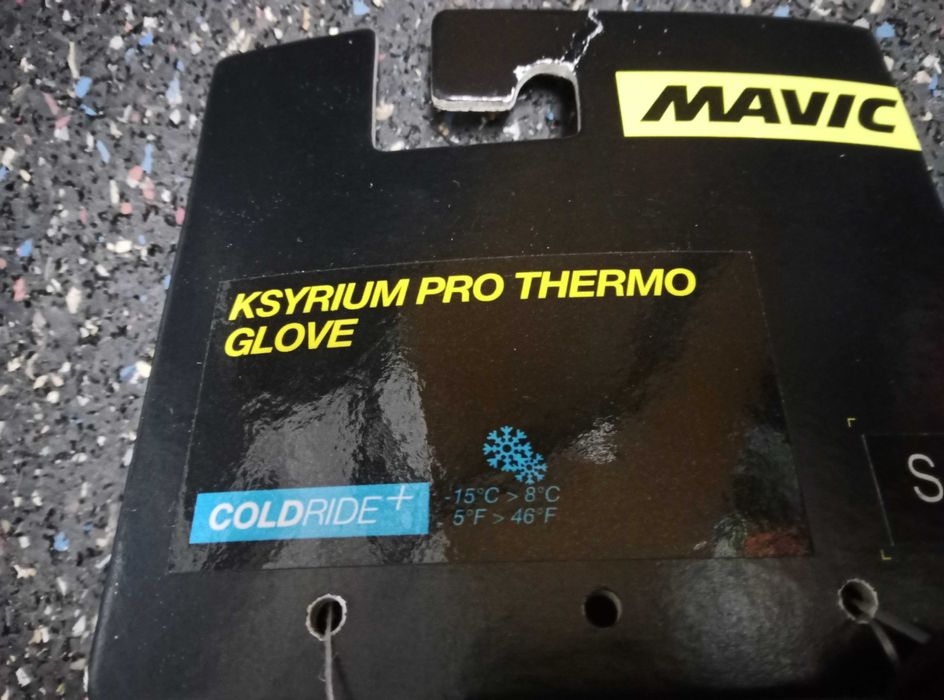 MAVIC
KSYRIUM PRO THERMO
GLOVE
COLDRIDE+
-15°C > 8°C
5°F > 46°F
S